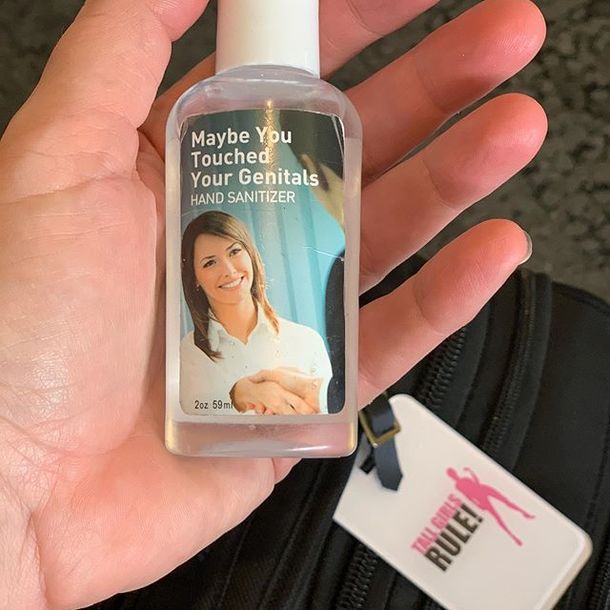 Maybe You
Touched
Your Genitals
HAND SANITIZER
2oz 59ml
TALL GIRLS
RULE!